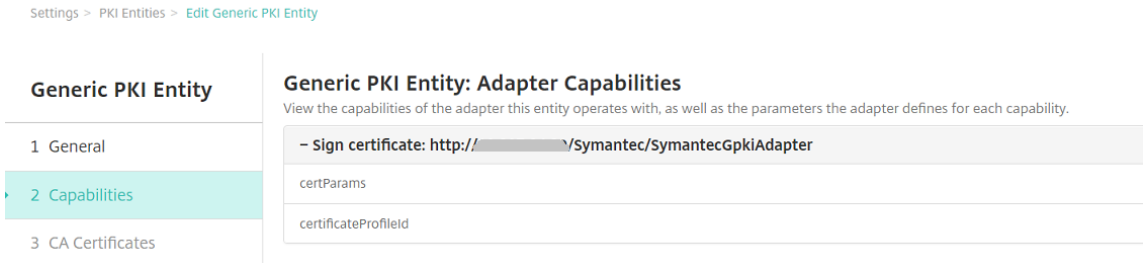 Settings > PKI Entities > Edit Generic PKI Entity
Generic PKI Entity
1 General
2 Capabilities
3 CA Certificates
Generic PKI Entity: Adapter Capabilities
View the capabilities of the adapter this entity operates with, as well as the parameters the adapter defines for each capability.
− Sign certificate: http:// /Symantec/SymantecGpkiAdapter
certParams
certificateProfileId